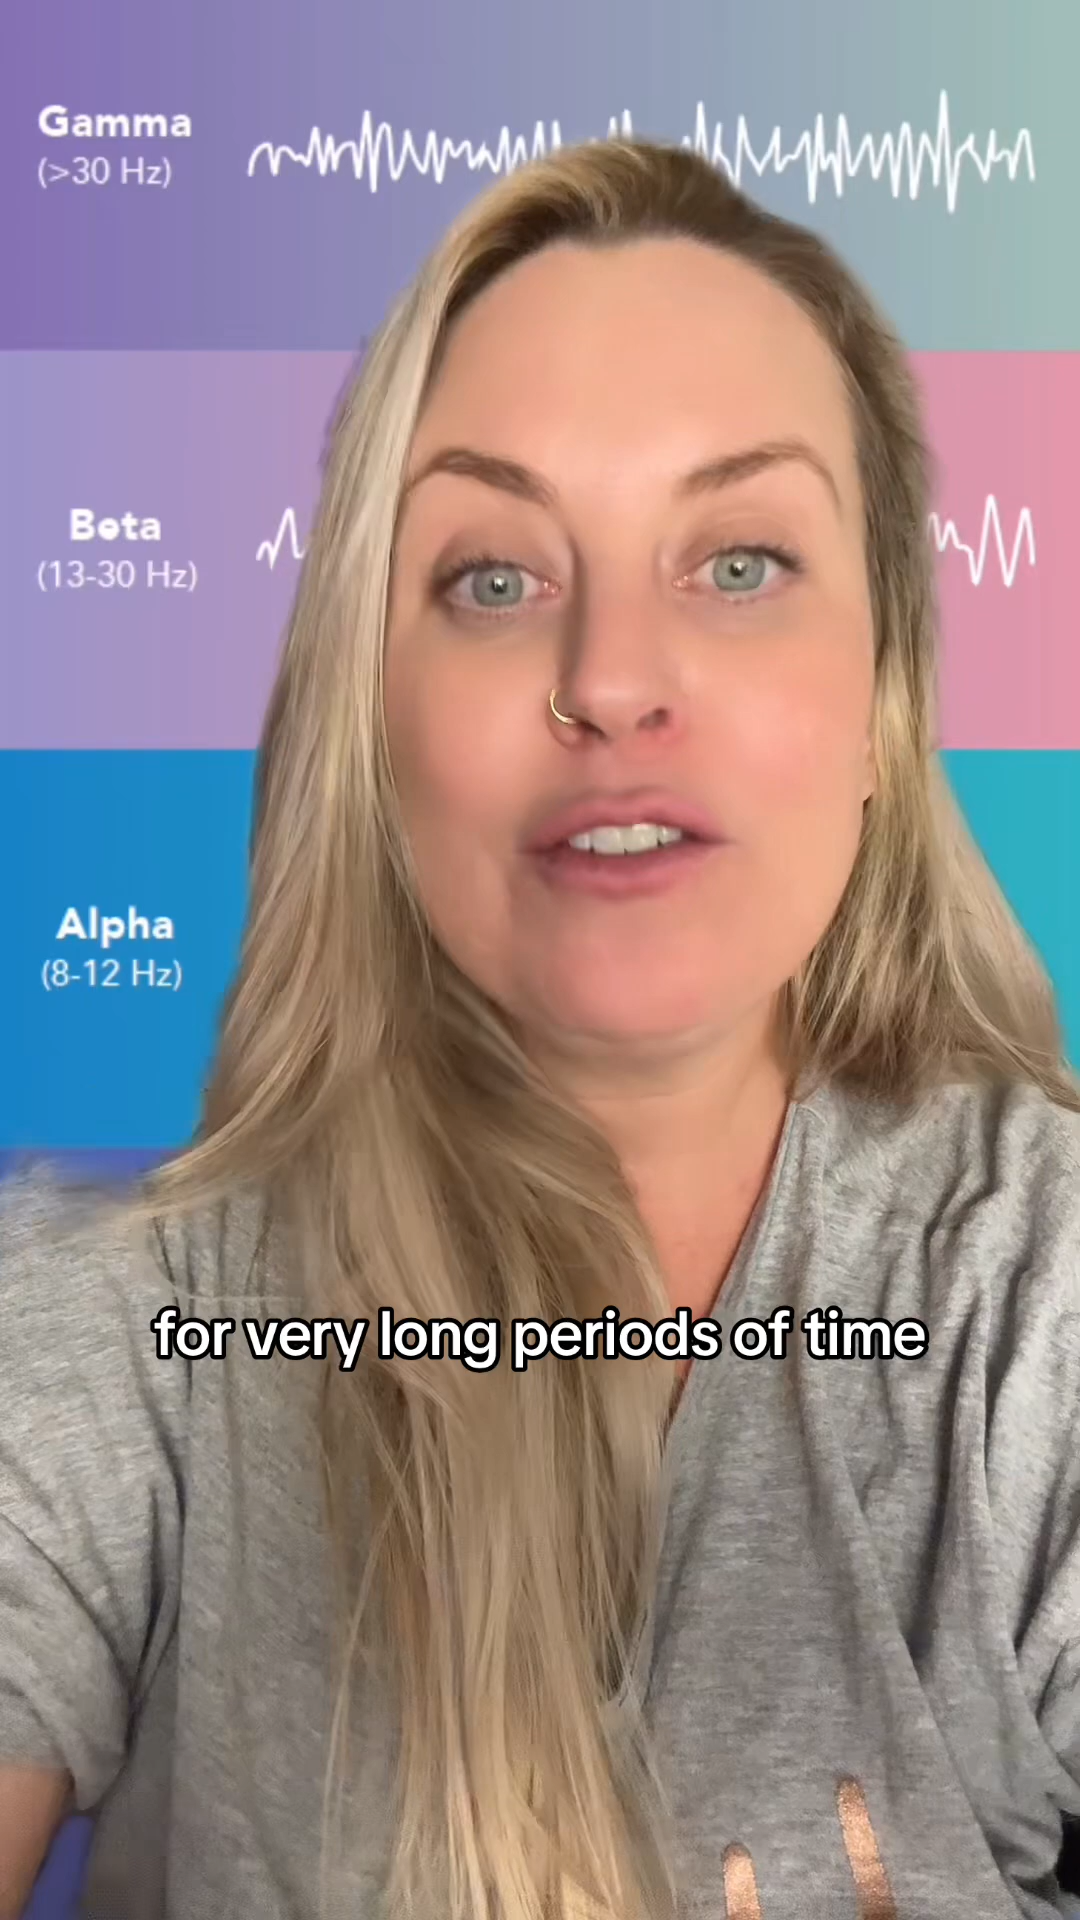 Gamma
(>30 Hz)
Beta
(13-30 Hz)
Alpha
(8-12 Hz)
for very long periods of time